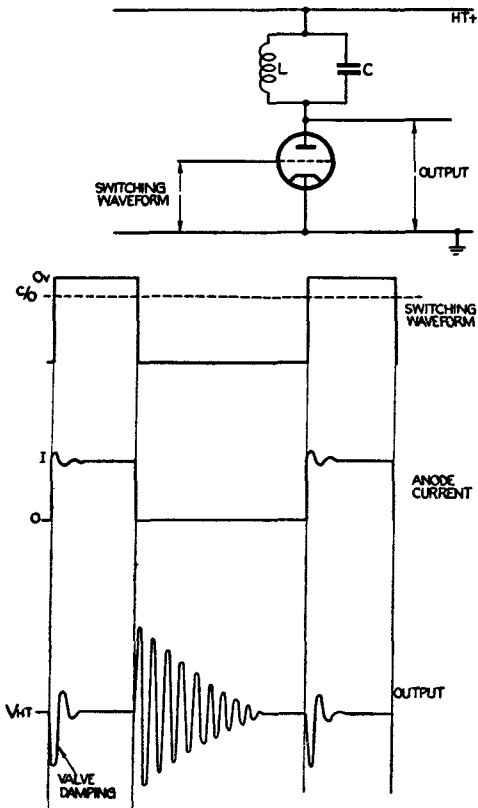 HT+
L
C
SWITCHING
WAVEFORM
OUTPUT
0V
C/O
SWITCHING
WAVEFORM
I
ANODE
CURRENT
O
VHT
OUTPUT
VALVE
DAMPING